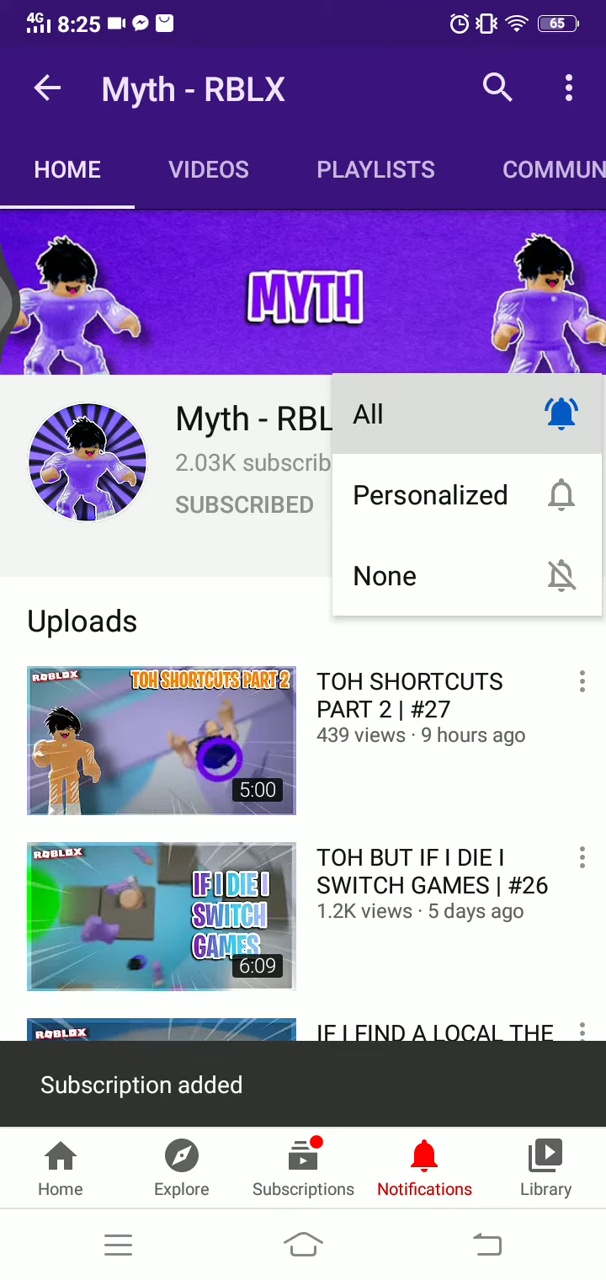 4G 8:25 65
Myth - RBLX
HOME VIDEOS PLAYLISTS COMMUN
MYTH
Myth - RBL
2.03K subscrib
SUBSCRIBED
All
Personalized
None
Uploads
ROBLOX
TOH SHORTCUTS PART 2
5:00
TOH SHORTCUTS
PART 2 | #27
439 views · 9 hours ago
ROBLOX
IF I DIE I
SWITCH
GAMES
6:09
TOH BUT IF I DIE I
SWITCH GAMES | #26
1.2K views · 5 days ago
ROBLOX
IF I FIND A LOCAL THE
Subscription added
Home Explore Subscriptions Notifications Library